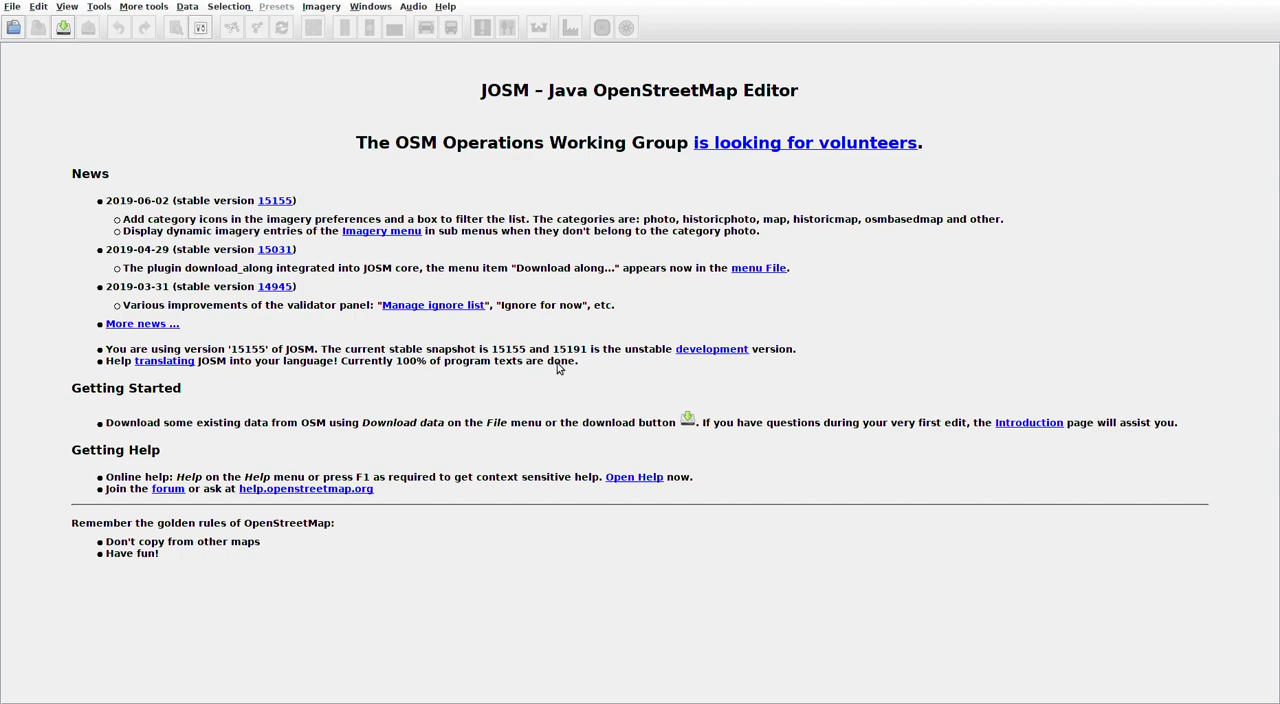 File Edit View Tools More tools Data Selection Presets Imagery Windows Audio Help
JOSM – Java OpenStreetMap Editor
The OSM Operations Working Group is looking for volunteers.
News
2019-06-02 (stable version 15155)
Add category icons in the imagery preferences and a box to filter the list. The categories are: photo, historicphoto, map, historicmap, osmbasedmap and other.
Display dynamic imagery entries of the Imagery menu in sub menus when they don't belong to the category photo.
2019-04-29 (stable version 15031)
The plugin download_along integrated into JOSM core, the menu item "Download along..." appears now in the menu File.
2019-03-31 (stable version 14945)
Various improvements of the validator panel: "Manage ignore list", "Ignore for now", etc.
More news ...
You are using version '15155' of JOSM. The current stable snapshot is 15155 and 15191 is the unstable development version.
Help translating JOSM into your language! Currently 100% of program texts are done.
Getting Started
Download some existing data from OSM using Download data on the File menu or the download button . If you have questions during your very first edit, the Introduction page will assist you.
Getting Help
Online help: Help on the Help menu or press F1 as required to get context sensitive help. Open Help now.
Join the forum or ask at help.openstreetmap.org
Remember the golden rules of OpenStreetMap:
Don't copy from other maps
Have fun!